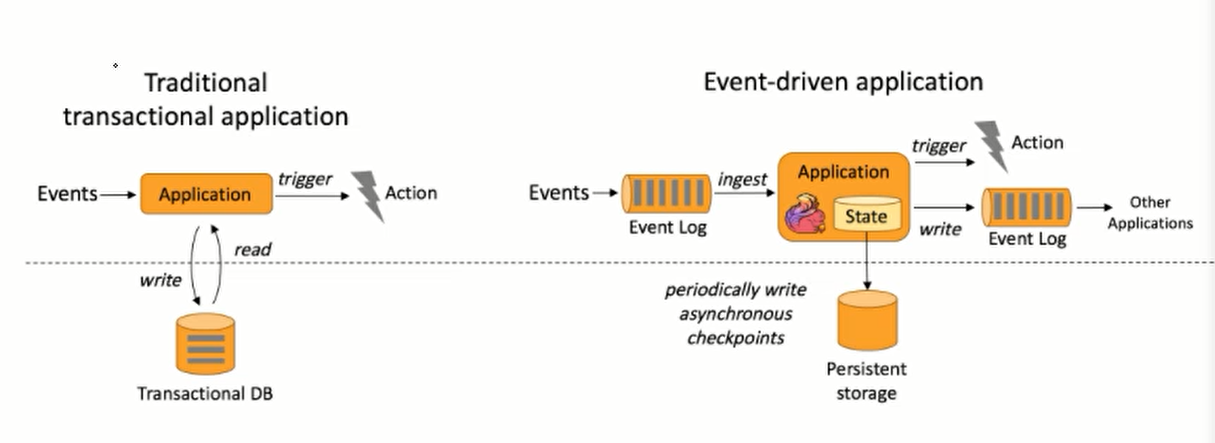 Traditional
transactional application
Events
Application
trigger
Action
write
read
Transactional DB
Event-driven application
Events
Event Log
ingest
Application
State
trigger
Action
write
Event Log
Other
Applications
periodically write
asynchronous
checkpoints
Persistent
storage